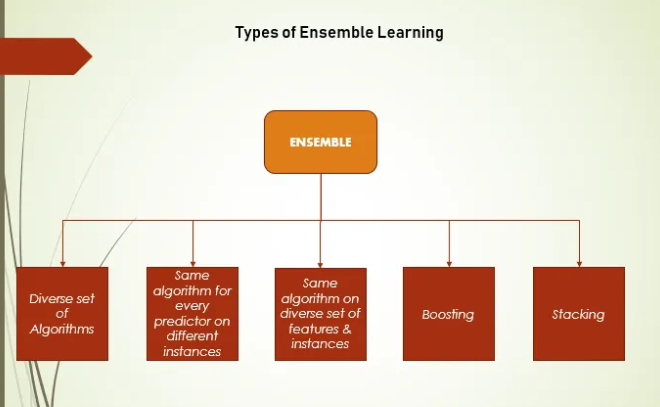 Types of Ensemble Learning
ENSEMBLE
Diverse set
of
Algorithms
Same
algorithm for
every
predictor on
different
instances
Same
algorithm on
diverse set of
features &
instances
Boosting
Stacking